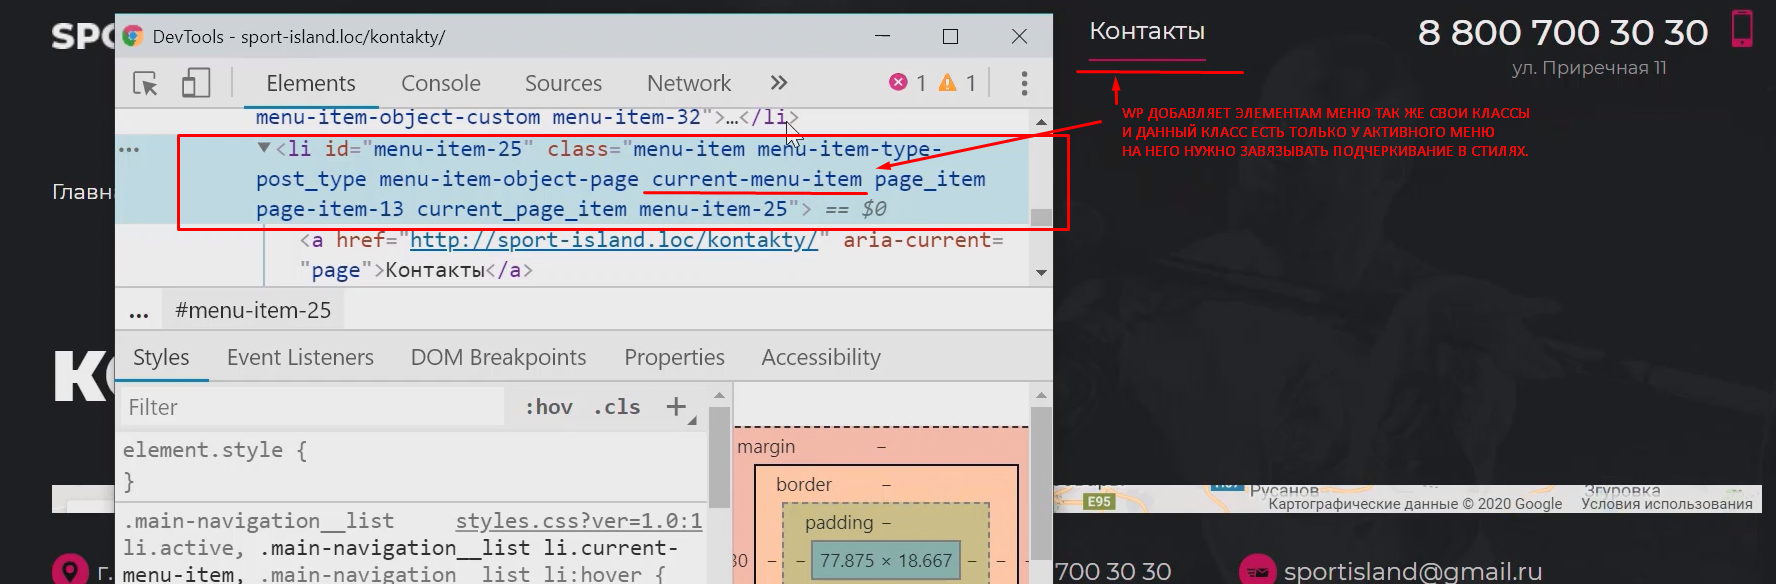 SPO
DevTools - sport-island.loc/kontakty/
Контакты
8 800 700 30 30
ул. Приречная 11
Elements Console Sources Network » 1 1
WP ДОБАВЛЯЕТ ЭЛЕМЕНТАМ МЕНЮ ТАК ЖЕ СВОИ КЛАССЫ
И ДАННЫЙ КЛАСС ЕСТЬ ТОЛЬКО У АКТИВНОГО МЕНЮ
НА НЕГО НУЖНО ЗАВЯЗЫВАТЬ ПОДЧЕРКИВАНИЕ В СТИЛЯХ.
menu-item-object-custom menu-item-32">…</li>
<li id="menu-item-25" class="menu-item menu-item-type-
post_type menu-item-object-page current-menu-item page_item
page-item-13 current_page_item menu-item-25"> == $0
<a href="http://sport-island.loc/kontakty/" aria-current=
"page">Контакты</a>
Главна
... #menu-item-25
КО
Styles Event Listeners DOM Breakpoints Properties Accessibility
Filter :hov .cls +
element.style {
}
.main-navigation__list styles.css?ver=1.0:1
li.active, .main-navigation__list li.current-
menu-item, .main-navigation__list li:hover {
margin –
border –
padding –
77.875 × 18.667
E95
Русанов
Згуровка
Картографические данные © 2020 Google Условия использования
г.
700 30 30
sportisland@gmail.ru